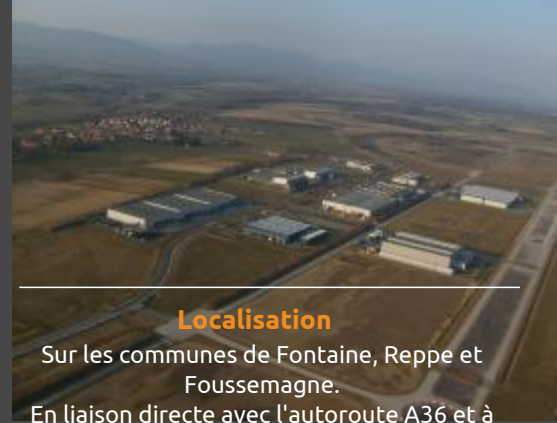 Localisation
Sur les communes de Fontaine, Reppe et
Foussemagne.
En liaison directe avec l'autoroute A36 et à